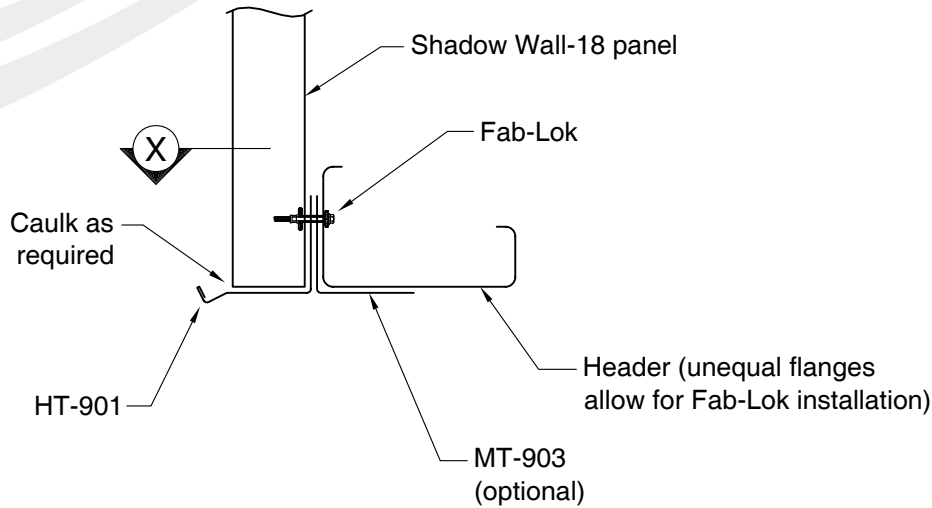 Shadow Wall-18 panel
Fab-Lok
X
Caulk as
required
Header (unequal flanges
allow for Fab-Lok installation)
HT-901
MT-903
(optional)